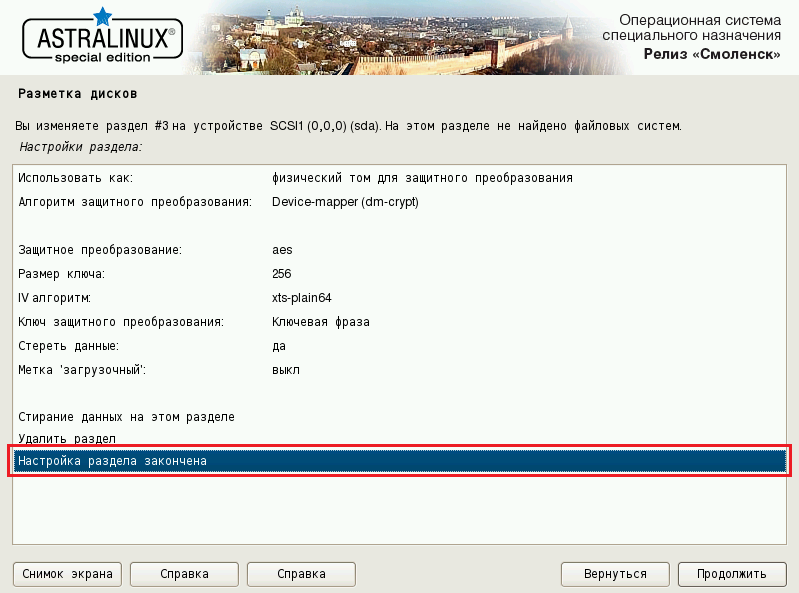 ASTRALINUX®
special edition
Операционная система
специального назначения
Релиз «Смоленск»
Разметка дисков
Вы изменяете раздел #3 на устройстве SCSI1 (0,0,0) (sda). На этом разделе не найдено файловых систем.
Настройки раздела:
Использовать как: физический том для защитного преобразования
Алгоритм защитного преобразования: Device-mapper (dm-crypt)
Защитное преобразование: aes
Размер ключа: 256
IV алгоритм: xts-plain64
Ключ защитного преобразования: Ключевая фраза
Стереть данные: да
Метка 'загрузочный': выкл
Стирание данных на этом разделе
Удалить раздел
Настройка раздела закончена
Снимок экрана Справка Справка Вернуться Продолжить